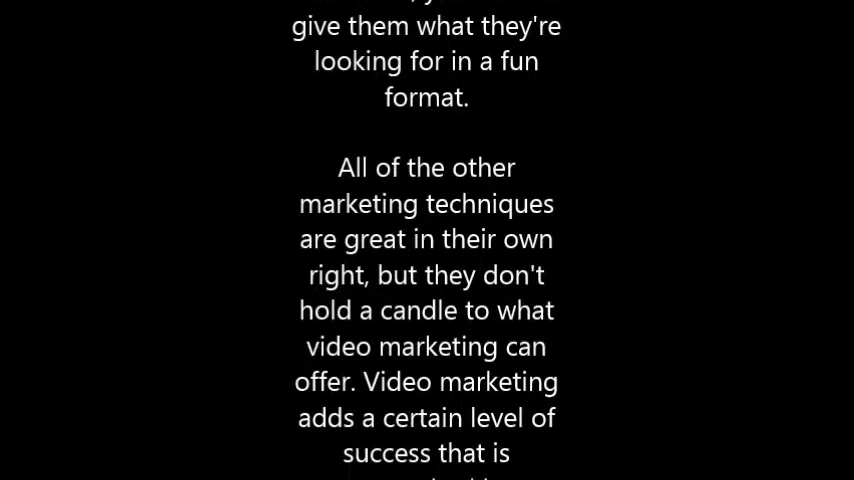 give them what they're
looking for in a fun
format.
All of the other
marketing techniques
are great in their own
right, but they don't
hold a candle to what
video marketing can
offer. Video marketing
adds a certain level of
success that is